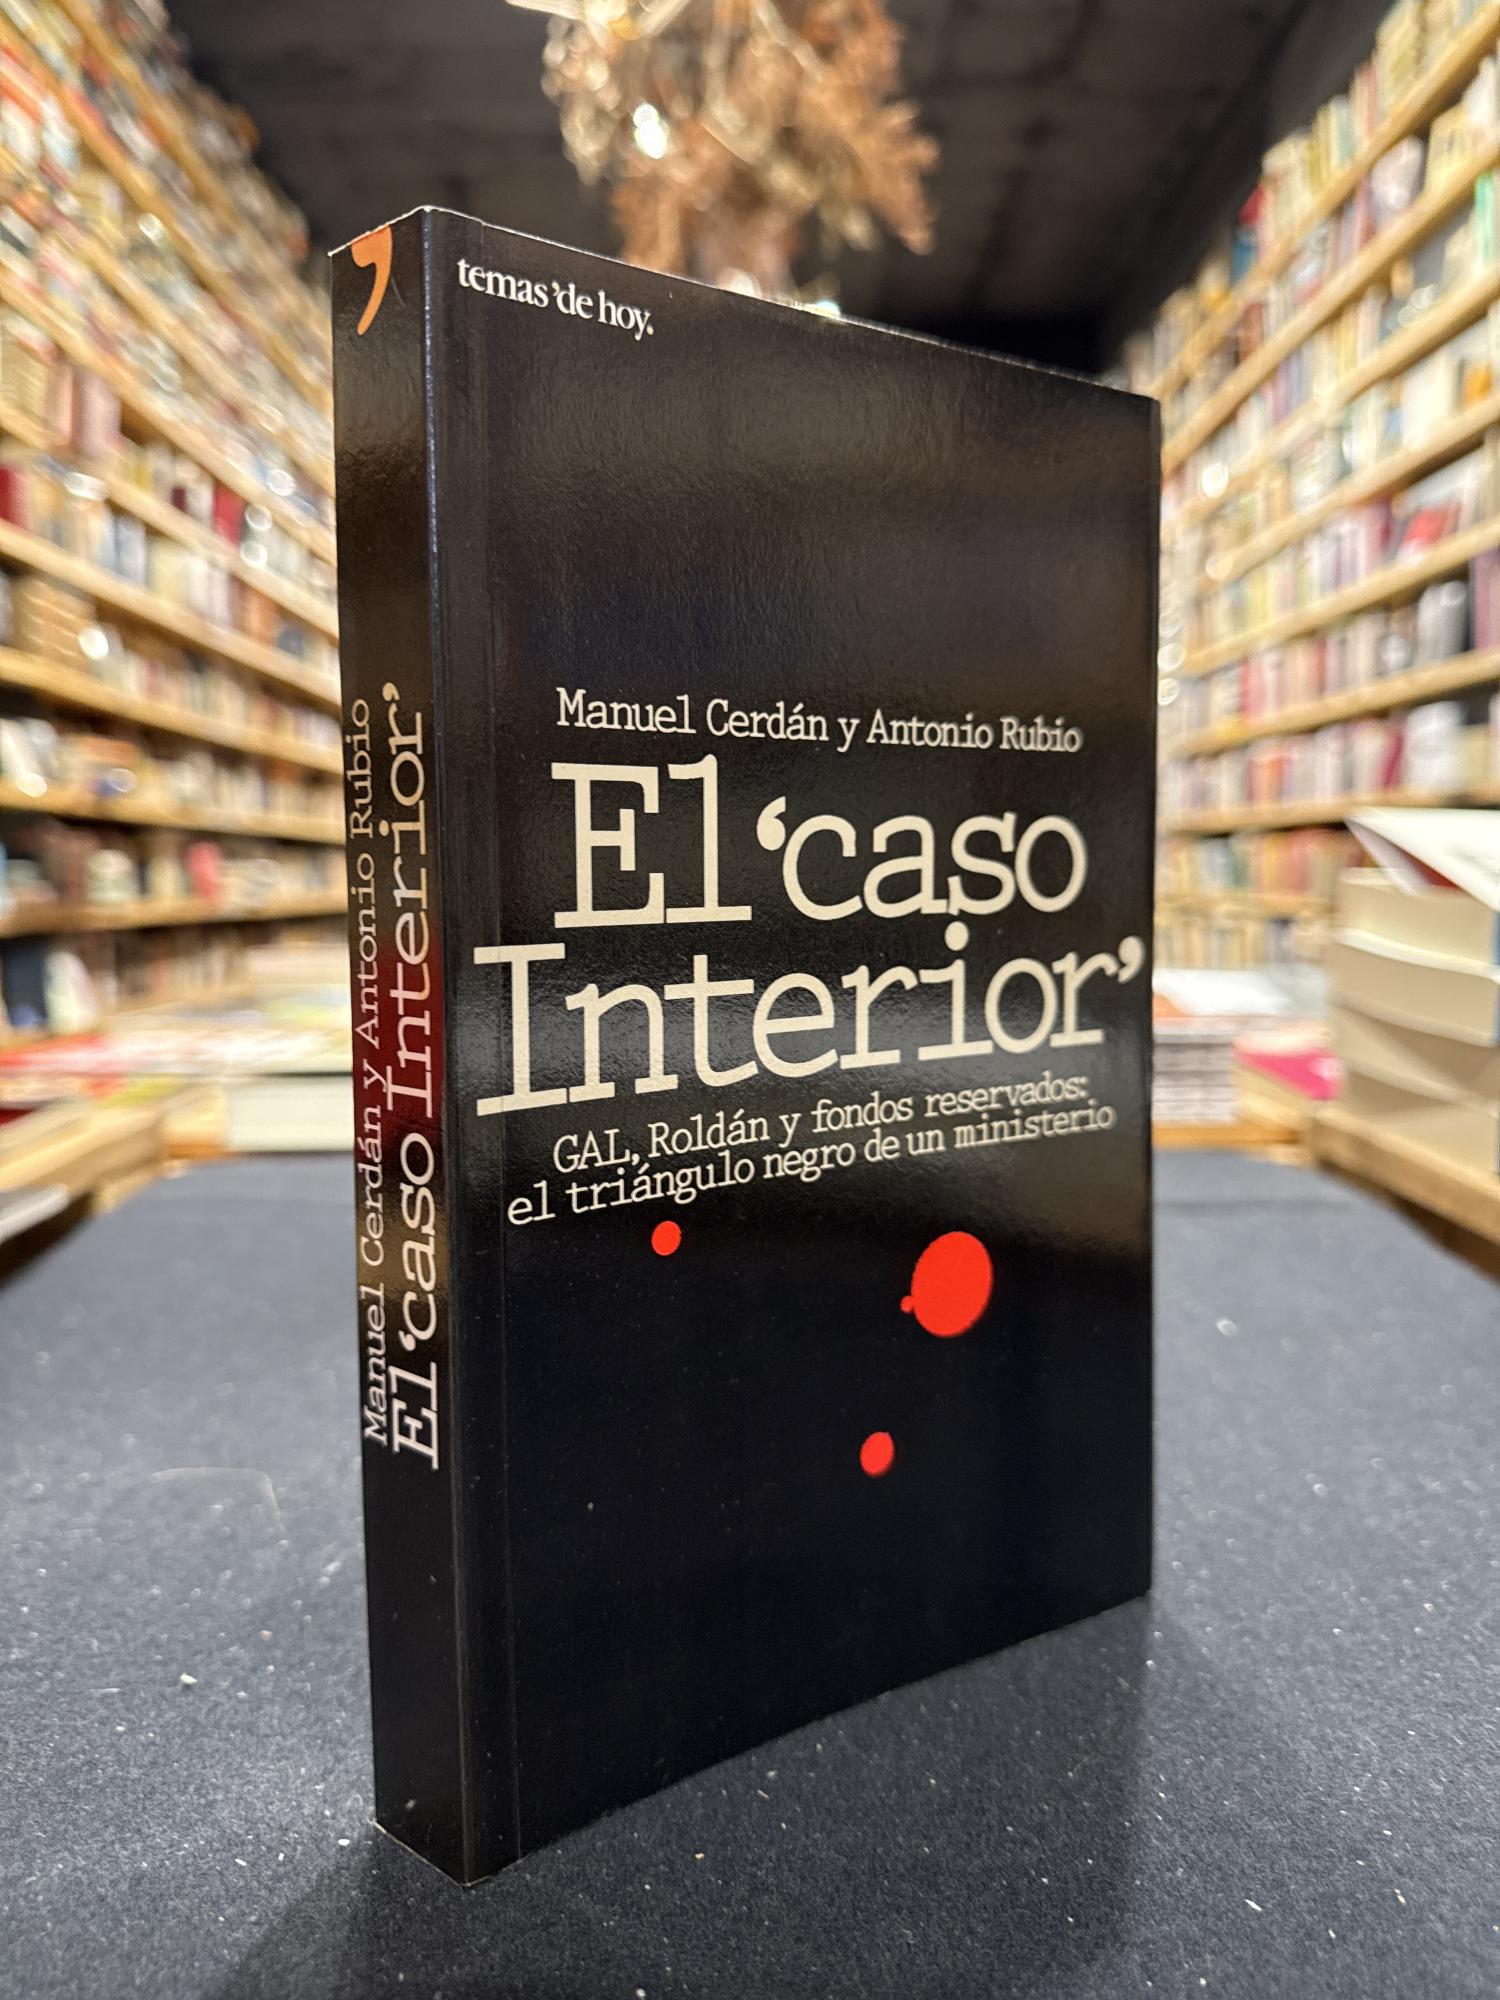 temas'de hoy.
Manuel Cerdán y Antonio Rubio
El ‘caso
Interior’
GAL, Roldán y fondos reservados:
el triángulo negro de un ministerio
Manuel Cerdán y Antonio Rubio
El ‘caso Interior’